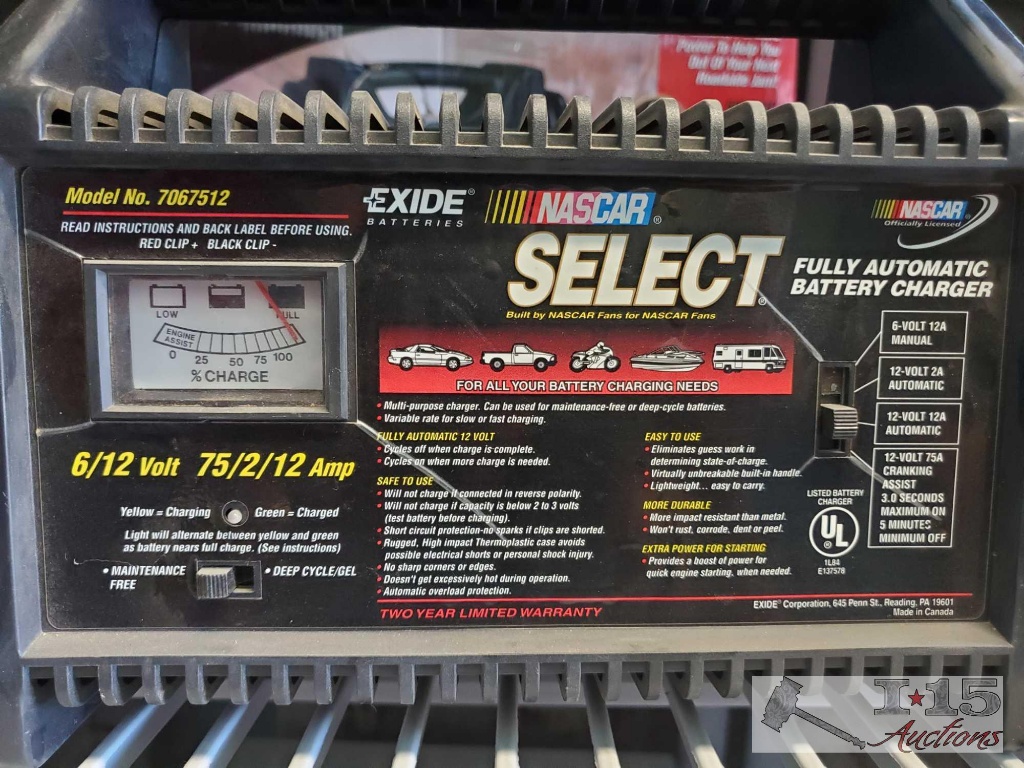 Power To Help You
Out Of Your Next
Roadside Jam!
Model No. 7067512
READ INSTRUCTIONS AND BACK LABEL BEFORE USING.
RED CLIP + BLACK CLIP -
EXIDE®
BATTERIES
NASCAR®
SELECT®
Built by NASCAR Fans for NASCAR Fans
NASCAR®
Officially Licensed
FULLY AUTOMATIC
BATTERY CHARGER
LOW
FULL
ENGINE
ASSIST
0 25 50 75 100
% CHARGE
FOR ALL YOUR BATTERY CHARGING NEEDS
• Multi-purpose charger. Can be used for maintenance-free or deep-cycle batteries.
• Variable rate for slow or fast charging.
FULLY AUTOMATIC 12 VOLT
• Cycles off when charge is complete.
• Cycles on when more charge is needed.
SAFE TO USE
• Will not charge if connected in reverse polarity.
• Will not charge if capacity is below 2 to 3 volts
(test battery before charging).
• Short circuit protection-no spark if clips are shorted.
• Rugged, High impact Thermoplastic case avoids
possible electrical shorts or personal shock injury.
• No sharp corners or edges.
• Doesn't get excessively hot during operation.
• Automatic overload protection.
EASY TO USE
• Eliminates guess work in
determining state-of-charge.
• Virtually unbreakable built-in handle.
• Lightweight... easy to carry.
MORE DURABLE
• More impact resistant than metal.
• Won't rust, corrode, dent or peel.
EXTRA POWER FOR STARTING
• Provides a boost of power for
quick engine starting, when needed.
6-VOLT 12A
MANUAL
12-VOLT 2A
AUTOMATIC
12-VOLT 12A
AUTOMATIC
12-VOLT 75A
CRANKING
ASSIST
3.0 SECONDS
MAXIMUM ON
5 MINUTES
MINIMUM OFF
LISTED BATTERY
CHARGER
UL®
1L84
E137578
6/12 Volt 75/2/12 Amp
Yellow = Charging Green = Charged
Light will alternate between yellow and green
as battery nears full charge. (See instructions)
• MAINTENANCE
FREE
• DEEP CYCLE/GEL
TWO YEAR LIMITED WARRANTY
EXIDE® Corporation, 645 Penn St., Reading, PA 19601
Made in Canada
I★15
Auctions